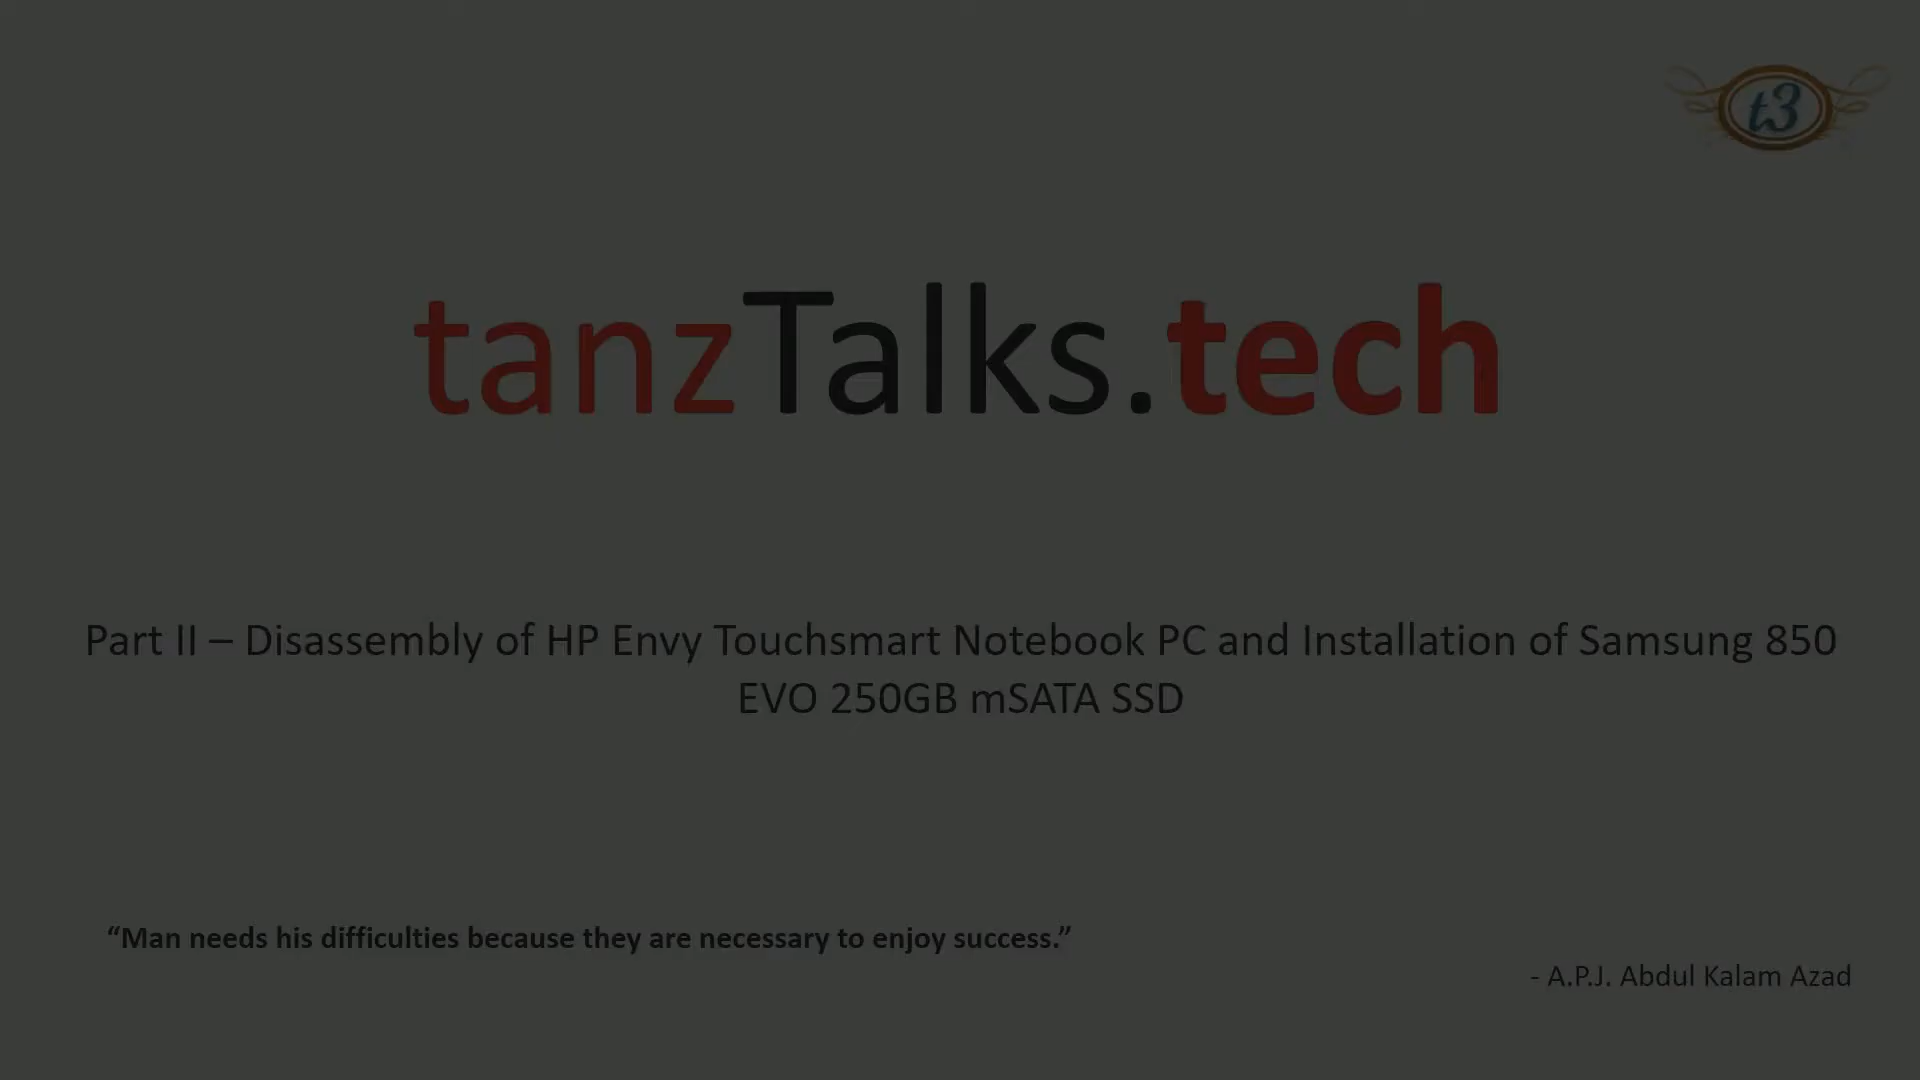 t3
tanzTalks.tech
Part II – Disassembly of HP Envy Touchsmart Notebook PC and Installation of Samsung 850
EVO 250GB mSATA SSD
“Man needs his difficulties because they are necessary to enjoy success.”
- A.P.J. Abdul Kalam Azad